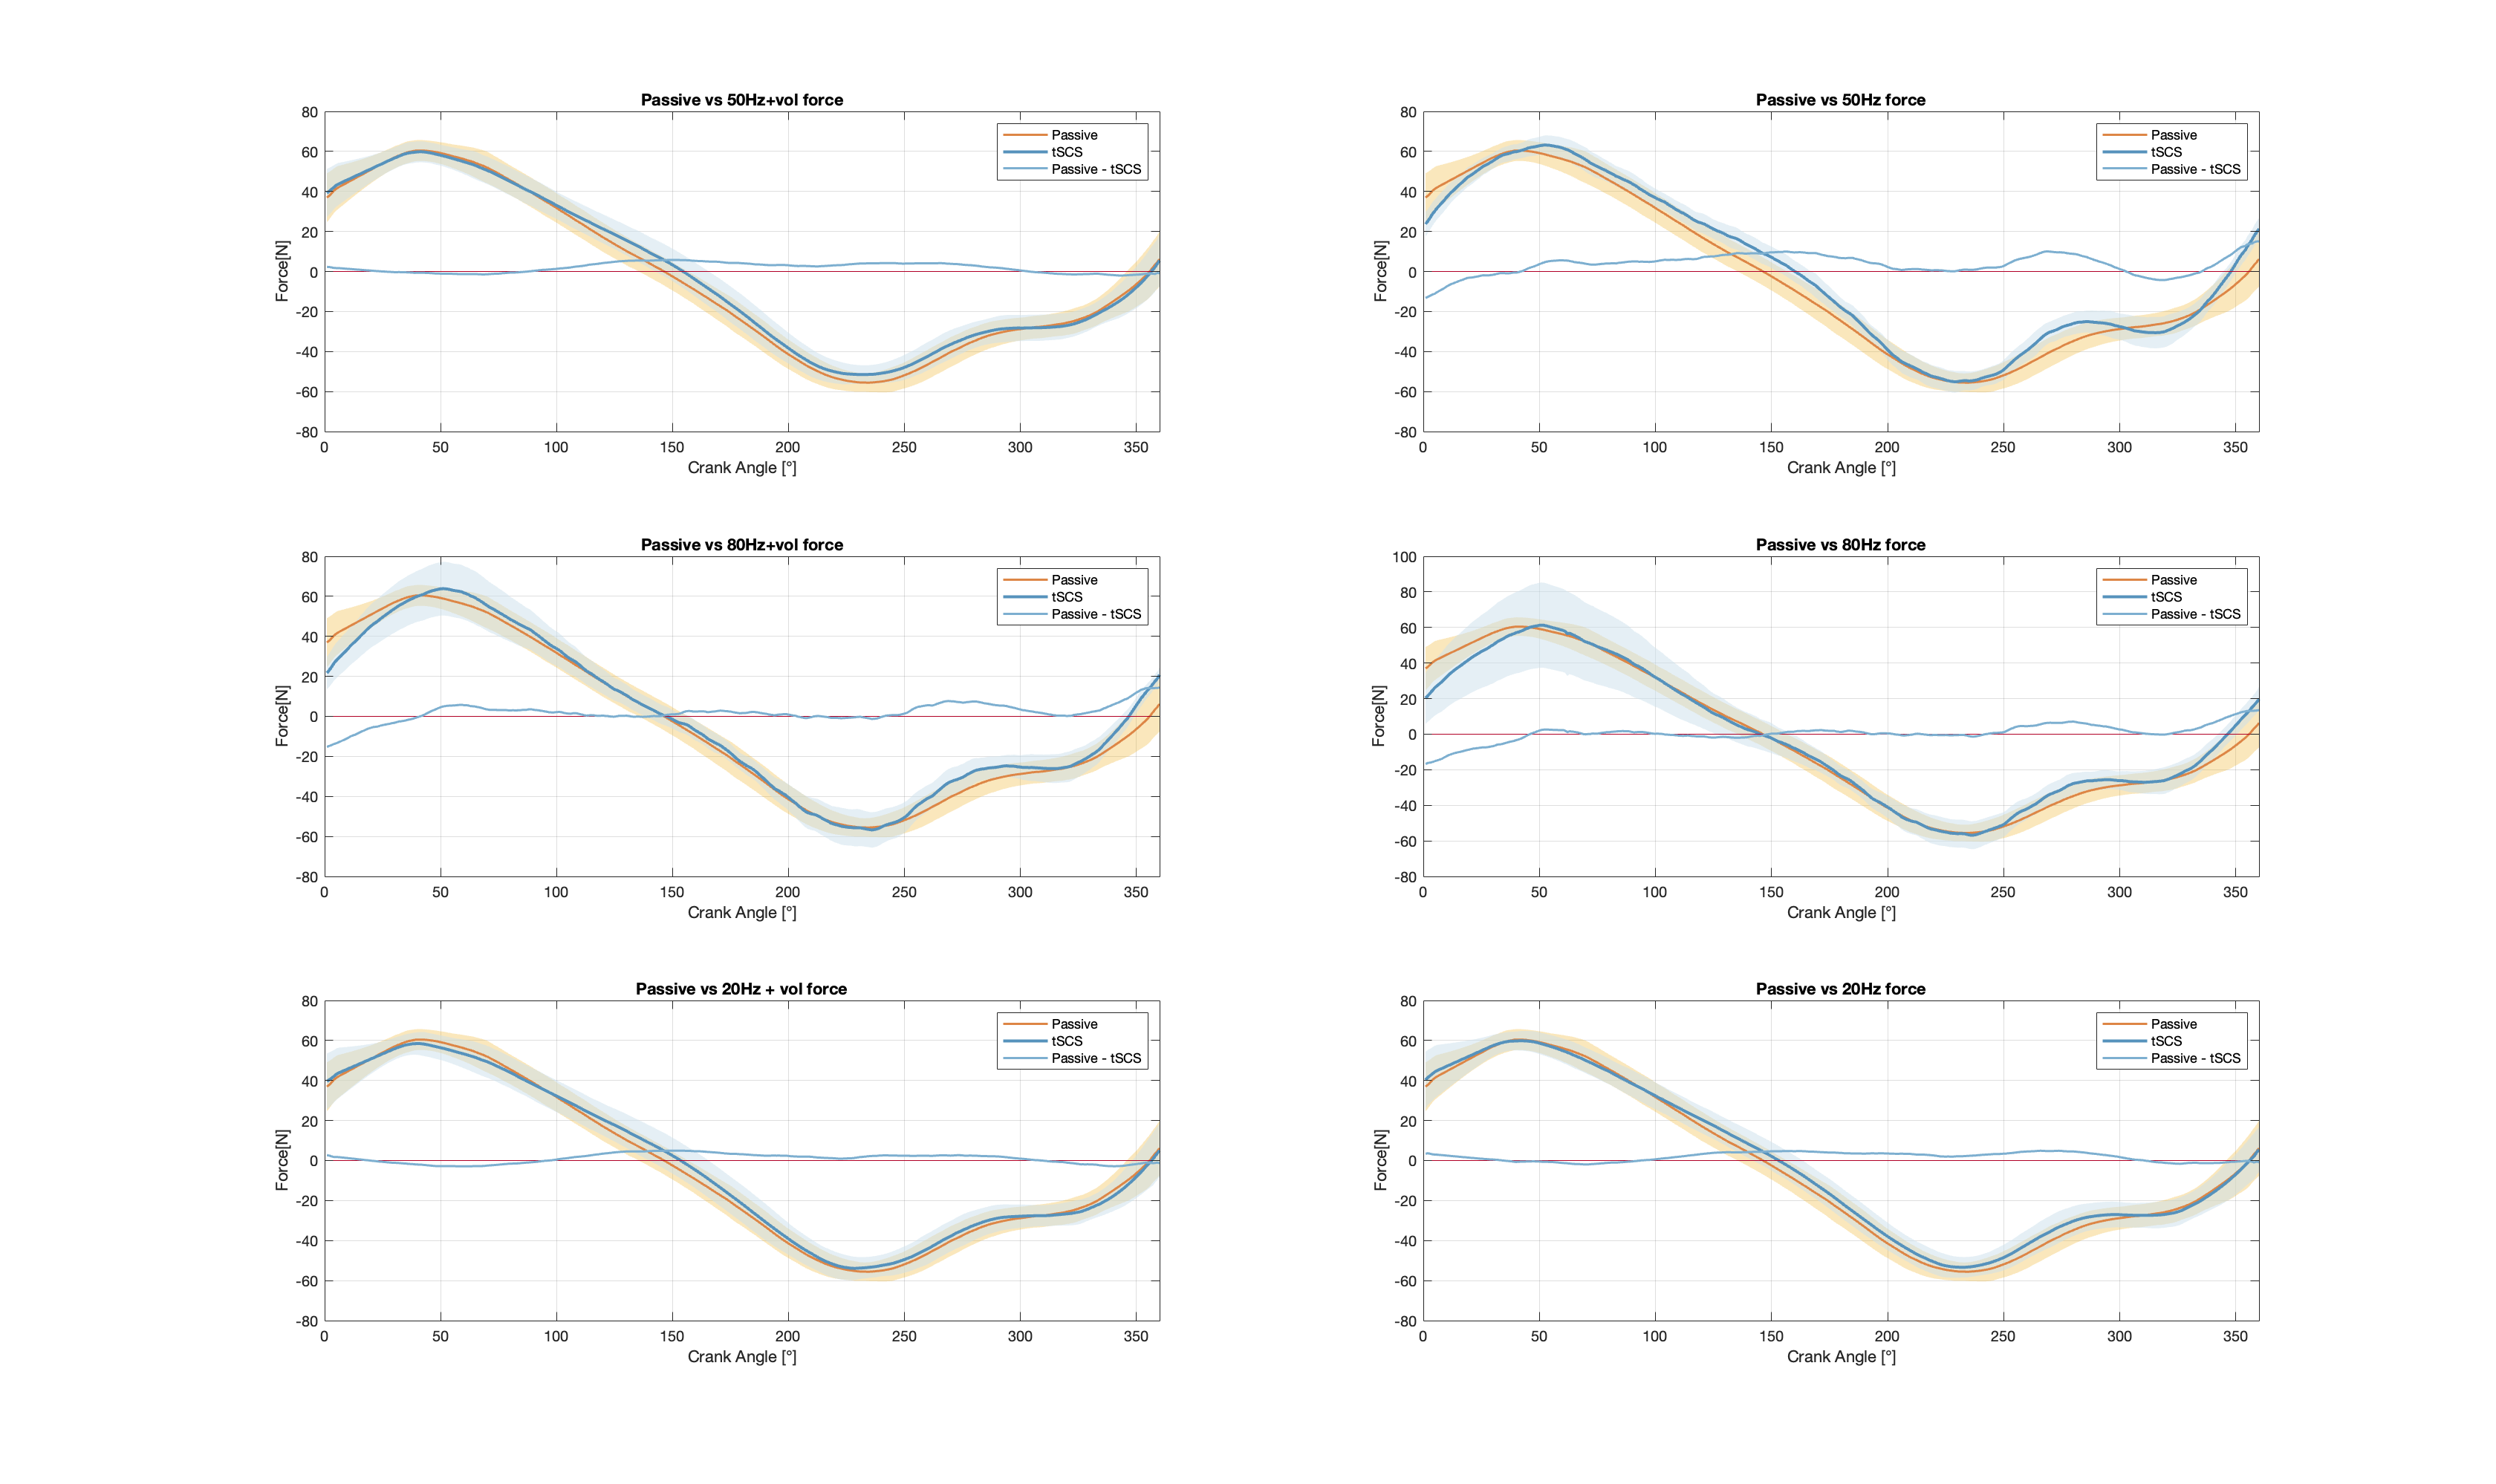 Passive vs 50Hz+vol force
80
60
40
20
0
-20
-40
-60
-80
Force[N]
0 50 100 150 200 250 300 350
Crank Angle [°]
Passive
tSCS
Passive - tSCS
Passive vs 50Hz force
80
60
40
20
0
-20
-40
-60
-80
Force[N]
0 50 100 150 200 250 300 350
Crank Angle [°]
Passive
tSCS
Passive - tSCS
Passive vs 80Hz+vol force
80
60
40
20
0
-20
-40
-60
-80
Force[N]
0 50 100 150 200 250 300 350
Crank Angle [°]
Passive
tSCS
Passive - tSCS
Passive vs 80Hz force
100
80
60
40
20
0
-20
-40
-60
-80
Force[N]
0 50 100 150 200 250 300 350
Crank Angle [°]
Passive
tSCS
Passive - tSCS
Passive vs 20Hz + vol force
80
60
40
20
0
-20
-40
-60
-80
Force[N]
0 50 100 150 200 250 300 350
Crank Angle [°]
Passive
tSCS
Passive - tSCS
Passive vs 20Hz force
80
60
40
20
0
-20
-40
-60
-80
Force[N]
0 50 100 150 200 250 300 350
Crank Angle [°]
Passive
tSCS
Passive - tSCS